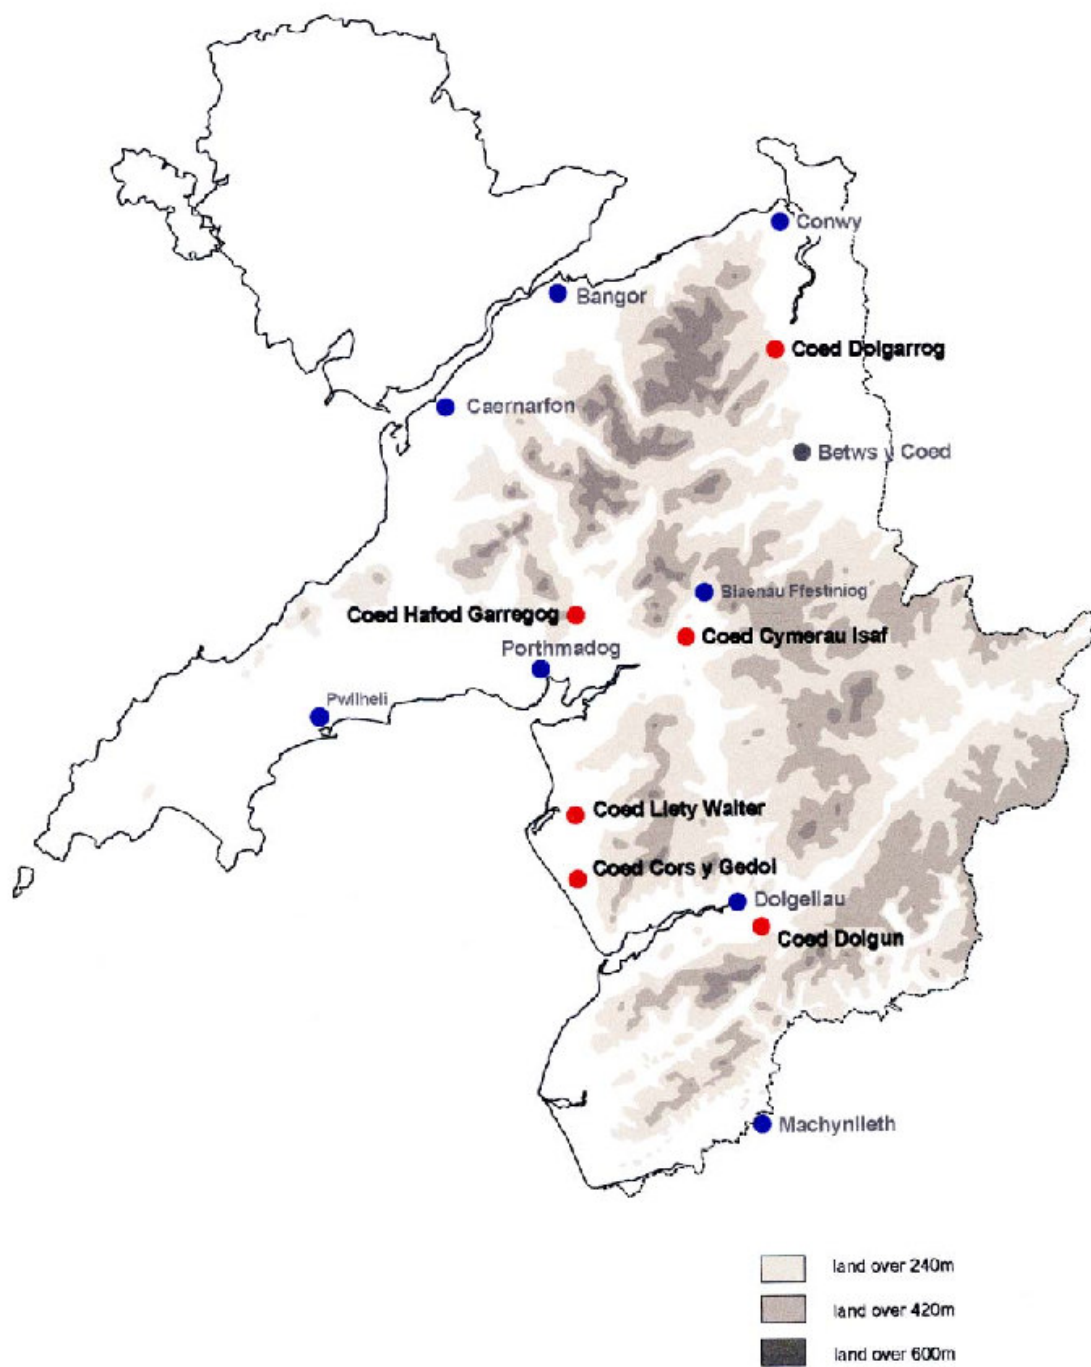 Conwy
Bangor
Coed Dolgarrog
Caernarfon
Betws y Coed
Blaenau Ffestiniog
Coed Hafod Garregog
Coed Cymerau Isaf
Porthmadog
Pwllheli
Coed Llety Walter
Coed Cors y Gedol
Dolgellau
Coed Dolgun
Machynlleth
land over 240m
land over 420m
land over 600m